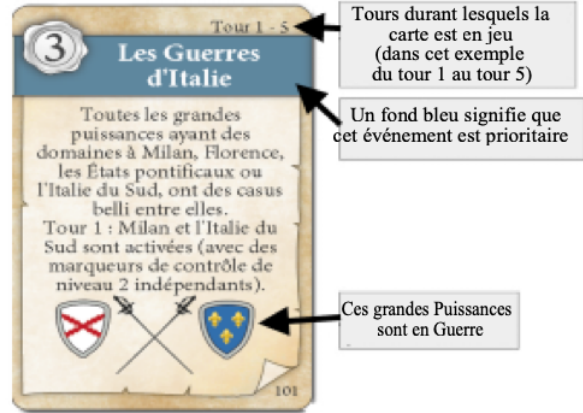 Tour 1 - 5
3
Les Guerres
d'Italie
Toutes les grandes
puissances ayant des
domaines à Milan, Florence,
les États pontificaux ou
l'Italie du Sud, ont des casus
belli entre elles.
Tour 1 : Milan et l'Italie du
Sud sont activées (avec des
marqueurs de contrôle de
niveau 2 indépendants).
101
Tours durant lesquels la
carte est en jeu
(dans cet exemple
du tour 1 au tour 5)
Un fond bleu signifie que
cet événement est prioritaire
Ces grandes Puissances
sont en Guerre